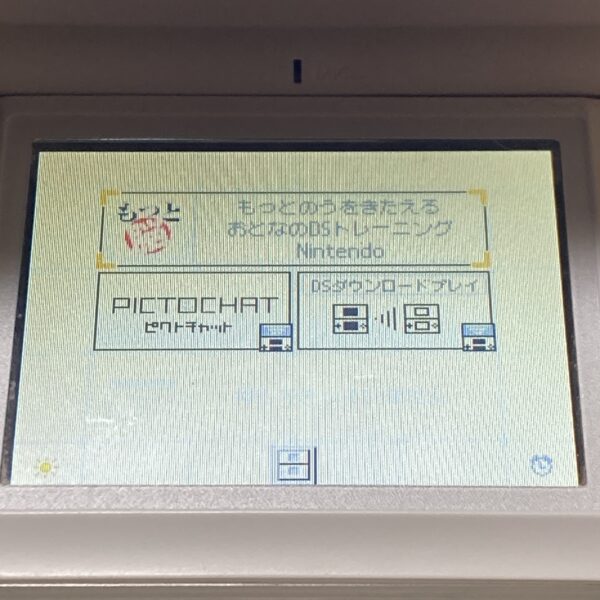 もっと
もっとのうをきたえる
おとなのDSトレーニング
Nintendo
PICTOCHAT
ピクトチャット
DSダウンロードプレイ